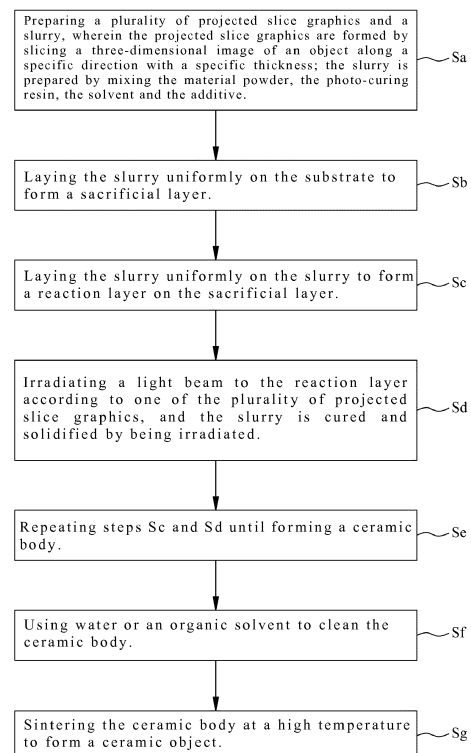 Preparing a plurality of projected slice graphics and a
slurry, wherein the projected slice graphics are formed by
slicing a three-dimensional image of an object along a
specific direction with a specific thickness; the slurry is
prepared by mixing the material powder, the photo-curing
resin, the solvent and the additive.
Sa
Laying the slurry uniformly on the substrate to
form a sacrificial layer.
Sb
Laying the slurry uniformly on the slurry to form
a reaction layer on the sacrificial layer.
Sc
Irradiating a light beam to the reaction layer
according to one of the plurality of projected
slice graphics, and the slurry is cured and
solidified by being irradiated.
Sd
Repeating steps Sc and Sd until forming a ceramic
body.
Se
Using water or an organic solvent to clean the
ceramic body.
Sf
Sintering the ceramic body at a high temperature
to form a ceramic object.
Sg